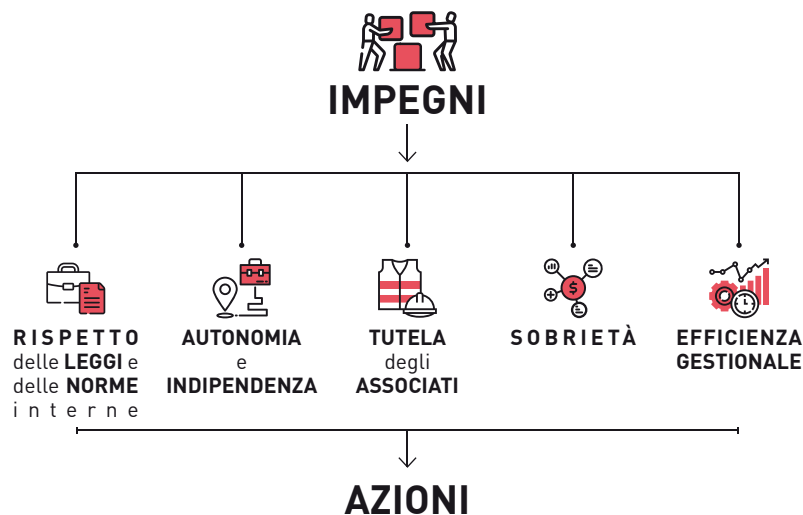 IMPEGNI
RISPETTO
delle LEGGI e
delle NORME
interne
AUTONOMIA
e
INDIPENDENZA
TUTELA
degli
ASSOCIATI
$
SOBRIETÀ
EFFICIENZA
GESTIONALE
AZIONI